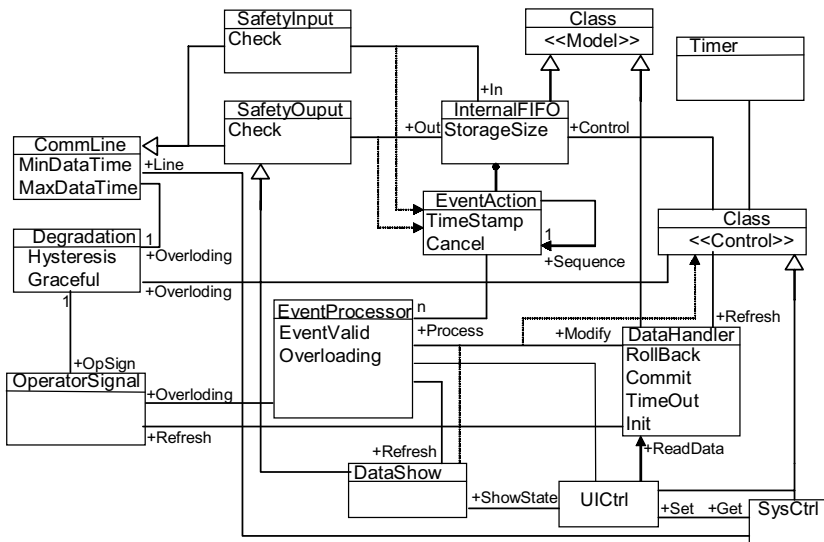 SafetyInput
Check
Class
<<Model>>
Timer
+In
SafetyOuput
Check
+Out
InternalFIFO
StorageSize
+Control
CommLine
MinDataTime
MaxDataTime
+Line
EventAction
TimeStamp
Cancel
1
+Sequence
Class
<<Control>>
Degradation
Hysteresis
Graceful
1
+Overloding
+Overloding
1
+OpSign
EventProcessor
EventValid
Overloading
n
+Process
+Modify
+Refresh
DataHandler
RollBack
Commit
TimeOut
Init
OperatorSignal
+Overloding
+Refresh
+Refresh
+ReadData
DataShow
+ShowState
UICtrl
+Set
+Get
SysCtrl